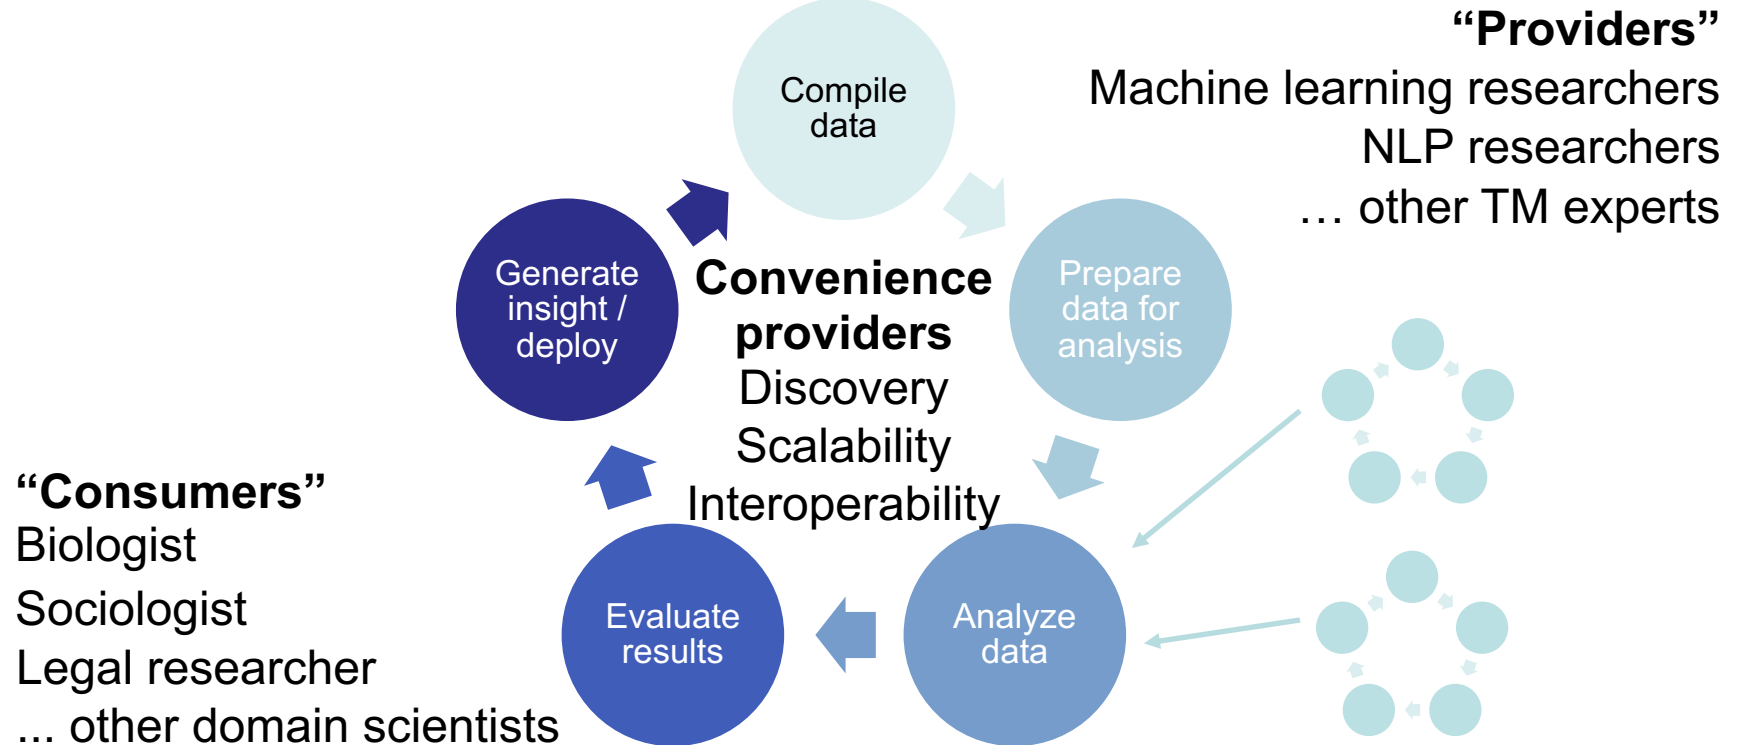 “Providers”
Machine learning researchers
NLP researchers
… other TM experts
Compile
data
Prepare
data for
analysis
Generate
insight /
deploy
Convenience
providers
Discovery
Scalability
Interoperability
“Consumers”
Biologist
Sociologist
Legal researcher
... other domain scientists
Evaluate
results
Analyze
data